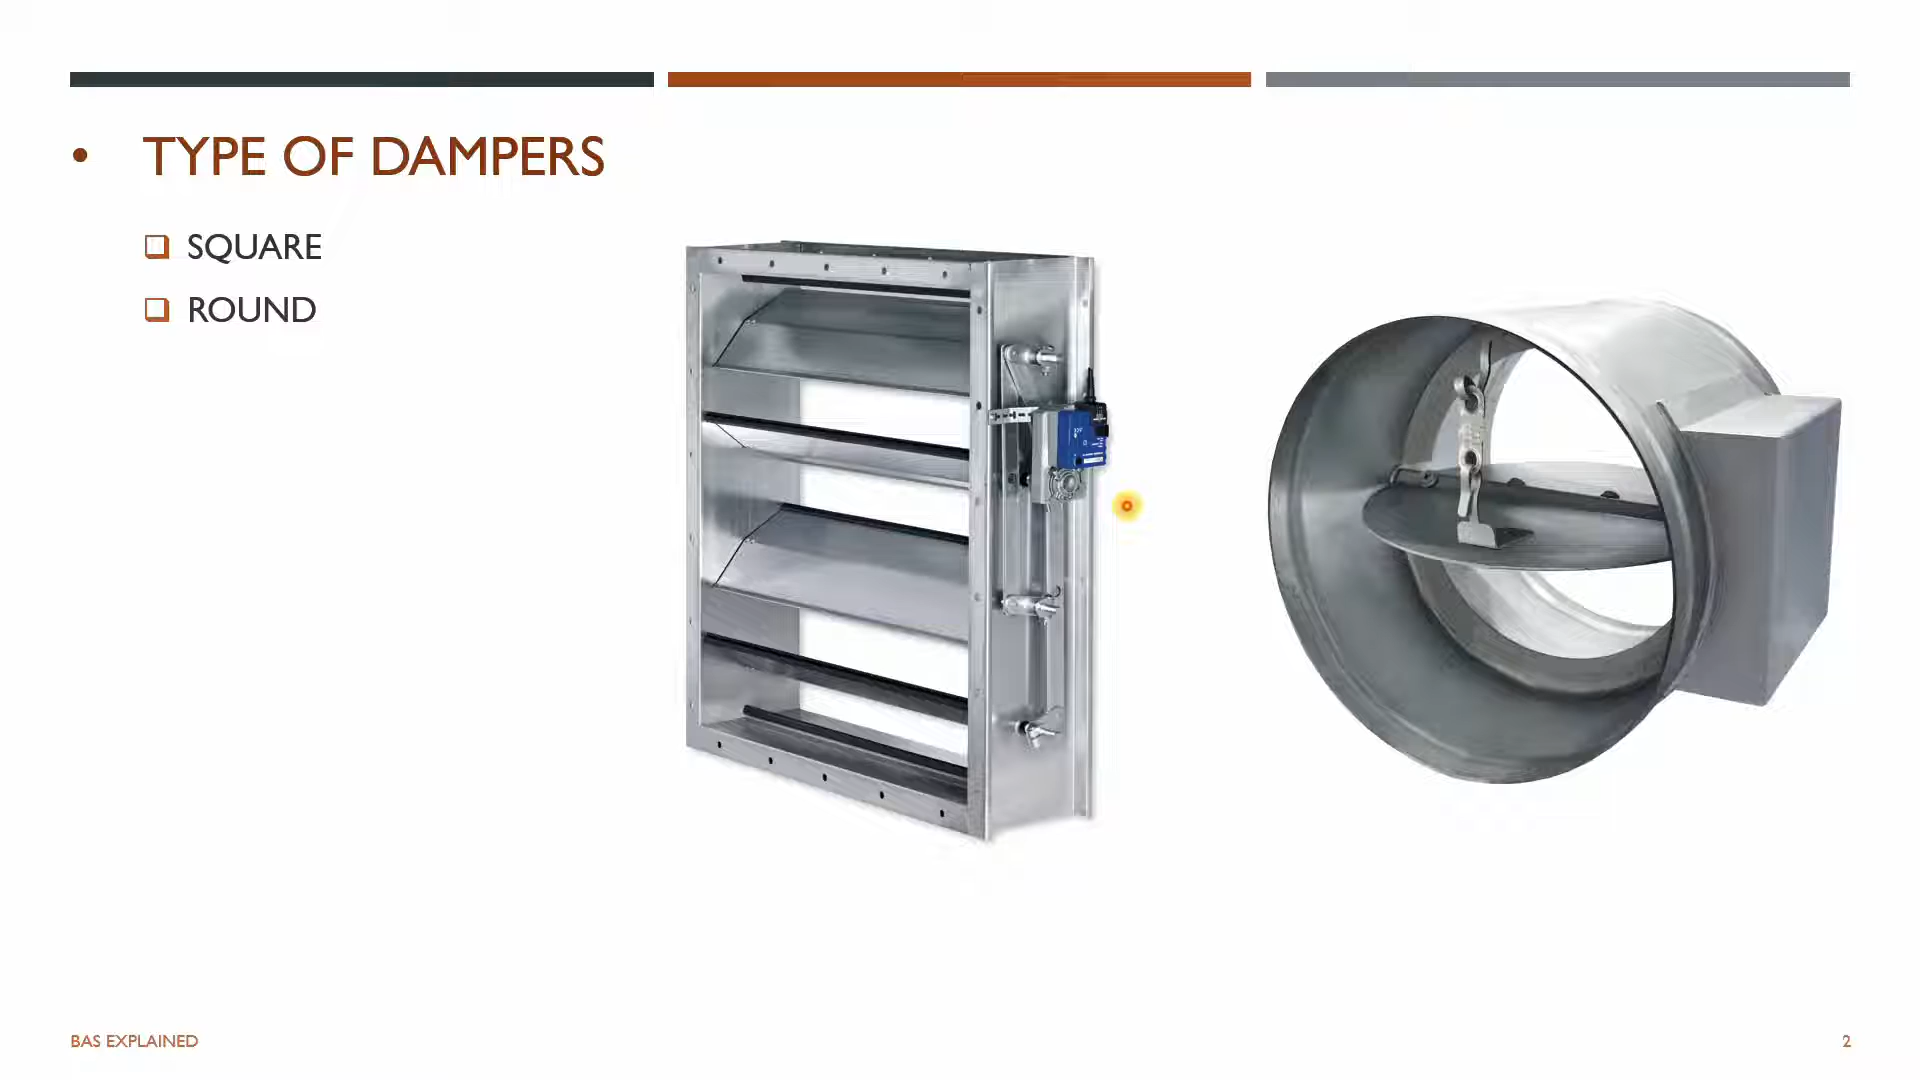 TYPE OF DAMPERS
SQUARE
ROUND
BAS EXPLAINED
2